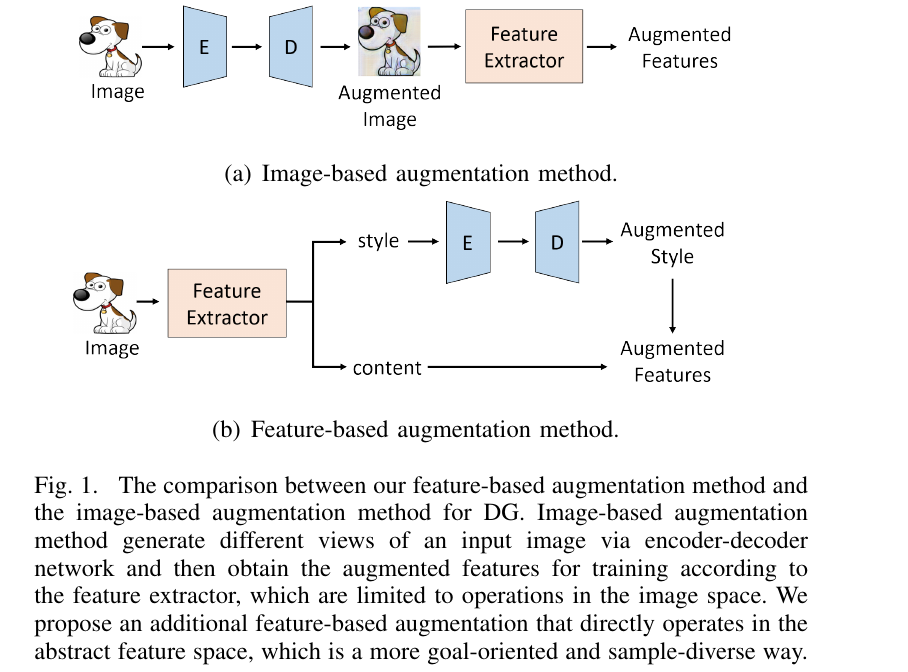 E
D
Feature
Extractor
Augmented
Features
Image
Augmented
Image
(a) Image-based augmentation method.
style
E
D
Augmented
Style
Feature
Extractor
Image
content
Augmented
Features
(b) Feature-based augmentation method.
Fig. 1. The comparison between our feature-based augmentation method and
the image-based augmentation method for DG. Image-based augmentation
method generate different views of an input image via encoder-decoder
network and then obtain the augmented features for training according to
the feature extractor, which are limited to operations in the image space. We
propose an additional feature-based augmentation that directly operates in the
abstract feature space, which is a more goal-oriented and sample-diverse way.